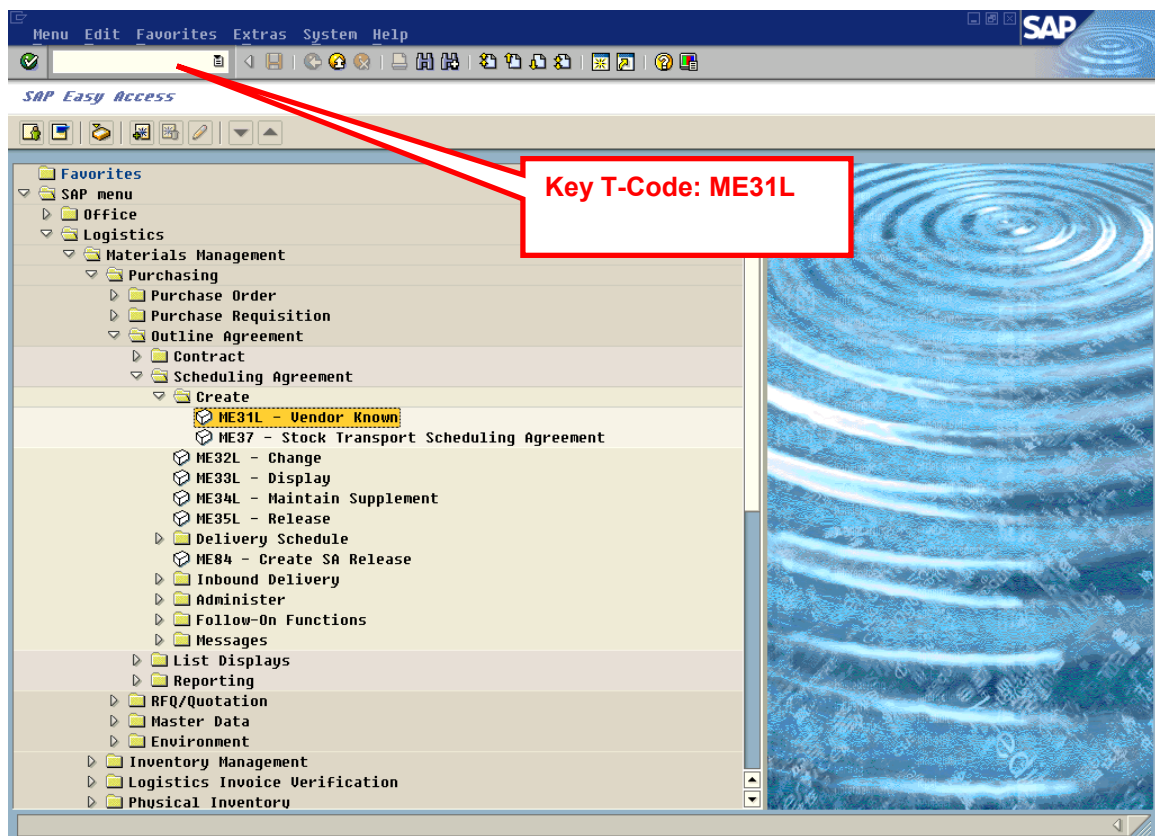 Menu Edit Favorites Extras System Help
SAP
SAP Easy Access
Key T-Code: ME31L
Favorites
SAP menu
Office
Logistics
Materials Management
Purchasing
Purchase Order
Purchase Requisition
Outline Agreement
Contract
Scheduling Agreement
Create
ME31L - Vendor Known
ME37 - Stock Transport Scheduling Agreement
ME32L - Change
ME33L - Display
ME34L - Maintain Supplement
ME35L - Release
Delivery Schedule
ME84 - Create SA Release
Inbound Delivery
Administer
Follow-On Functions
Messages
List Displays
Reporting
RFQ/Quotation
Master Data
Environment
Inventory Management
Logistics Invoice Verification
Physical Inventory